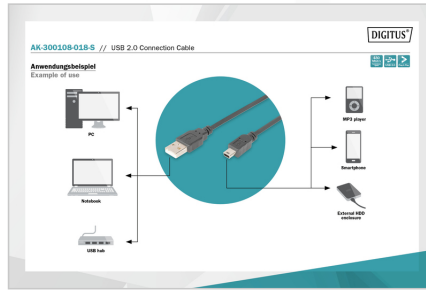 DIGITUS®
AK-300108-018-S // USB 2.0 Connection Cable
Anwendungsbeispiel
Example of use
PC
MP3 player
Smartphone
Notebook
External HDD
enclosure
USB hub